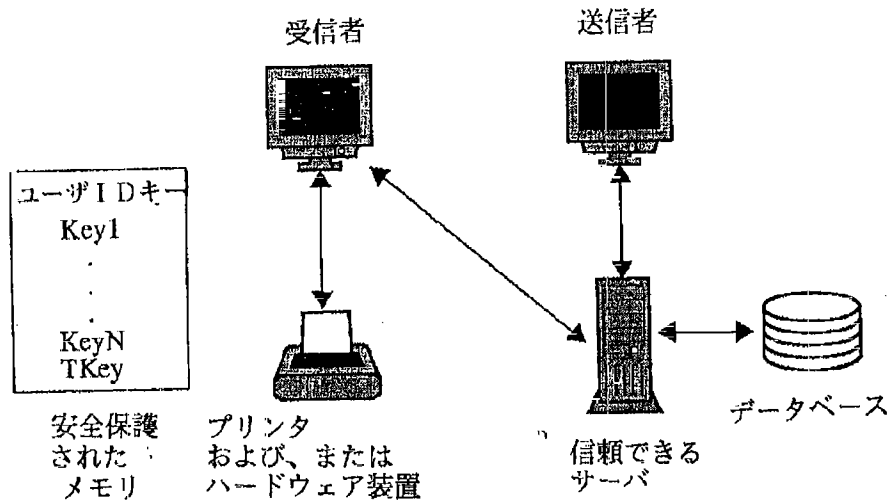 受信者
送信者
ユーザIDキー
Key1
.
.
.
KeyN
TKey
安全保護
された
メモリ
プリンタ
および、または
ハードウェア装置
信頼できる
サーバ
データベース